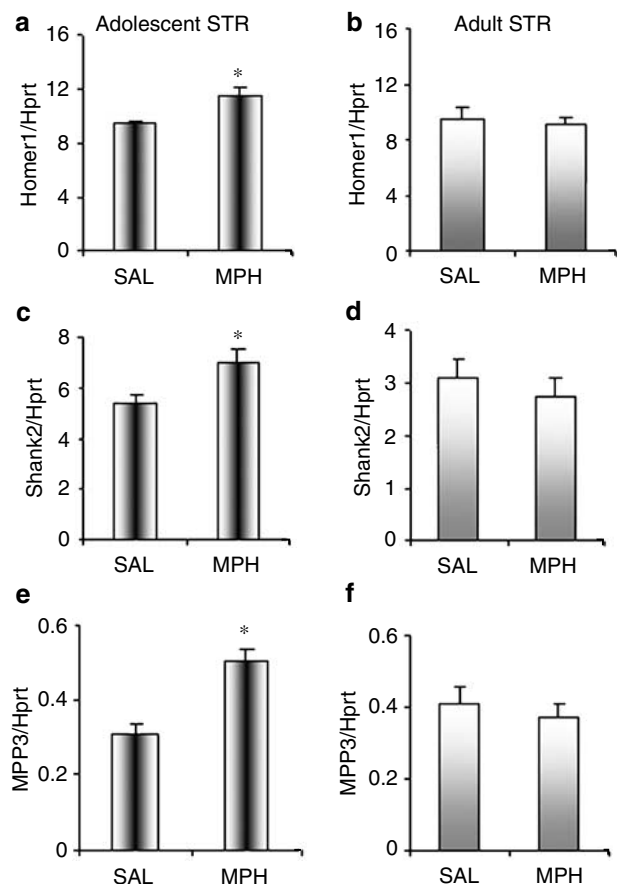 a Adolescent STR
Homer1/Hprt
16
12
8
4
0
*
SAL MPH
b Adult STR
Homer1/Hprt
16
12
8
4
0
SAL MPH
c
Shank2/Hprt
8
6
4
2
0
*
SAL MPH
d
Shank2/Hprt
4
3
2
1
0
SAL MPH
e
MPP3/Hprt
0.6
0.4
0.2
0
*
SAL MPH
f
MPP3/Hprt
0.6
0.4
0.2
0
SAL MPH